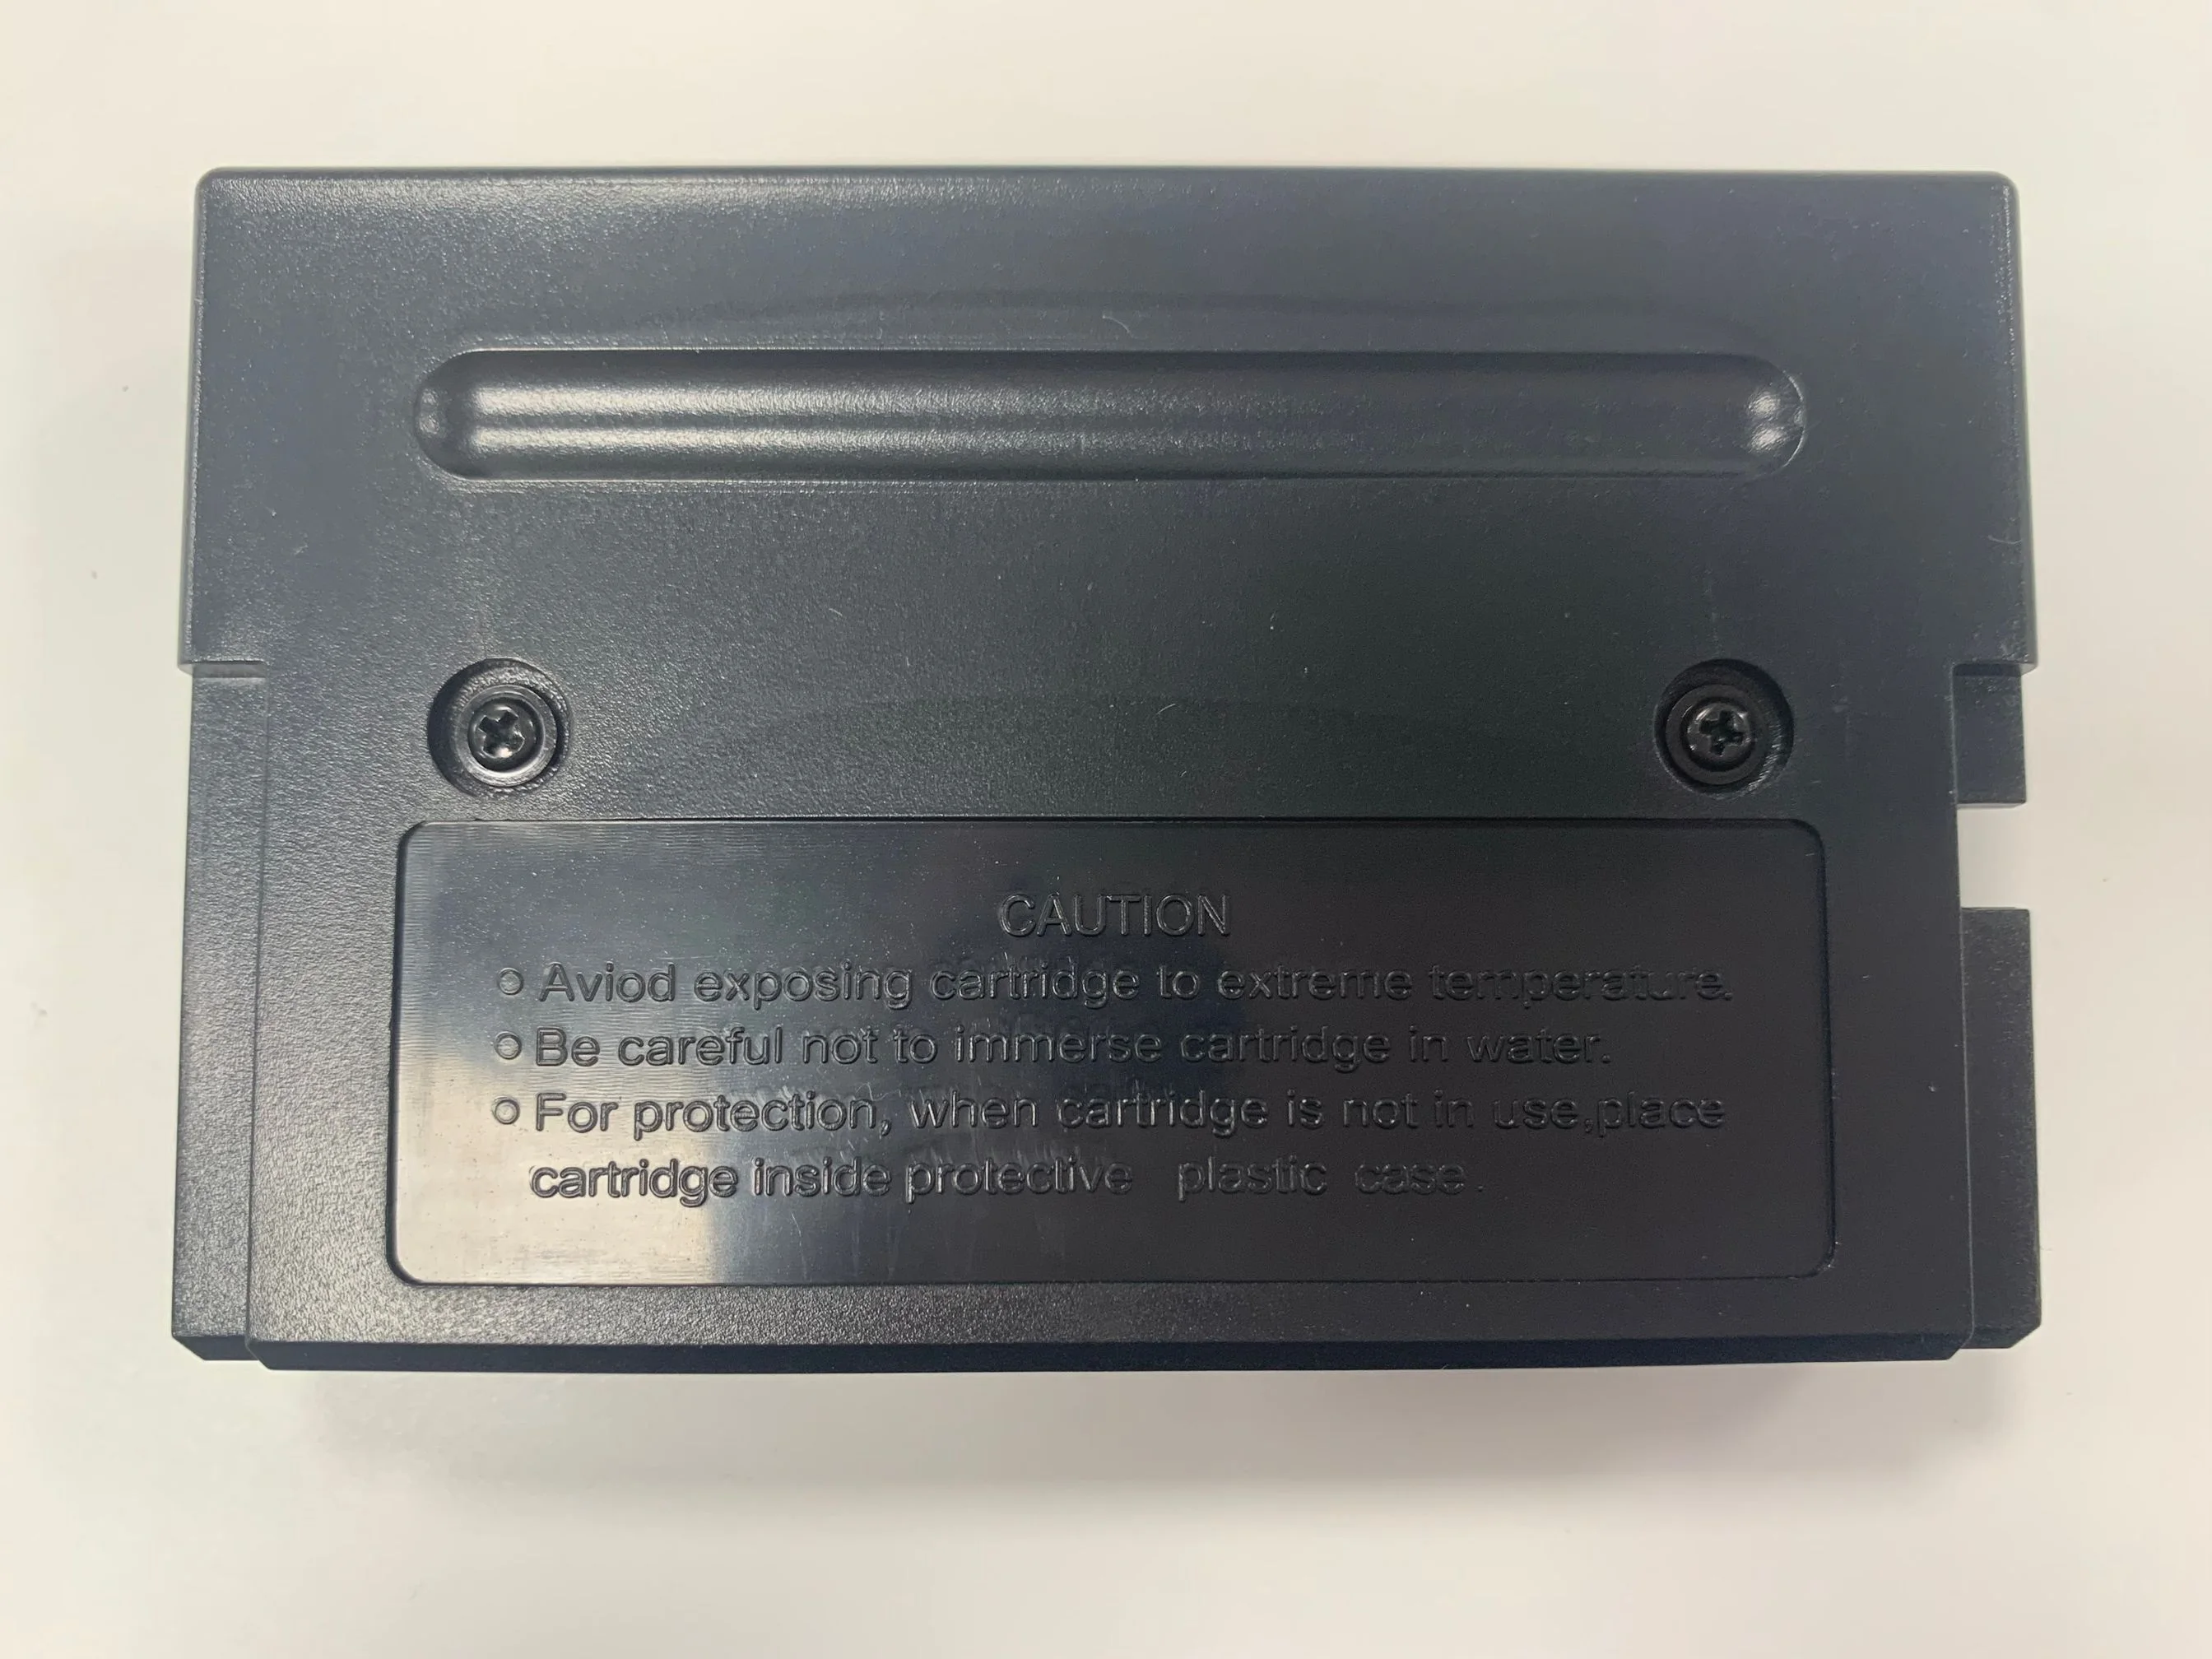 CAUTION
○ Aviod exposing cartridge to extreme temperature.
○ Be careful not to immerse cartridge in water.
○ For protection, when cartridge is not in use,place
cartridge inside protective plastic case.